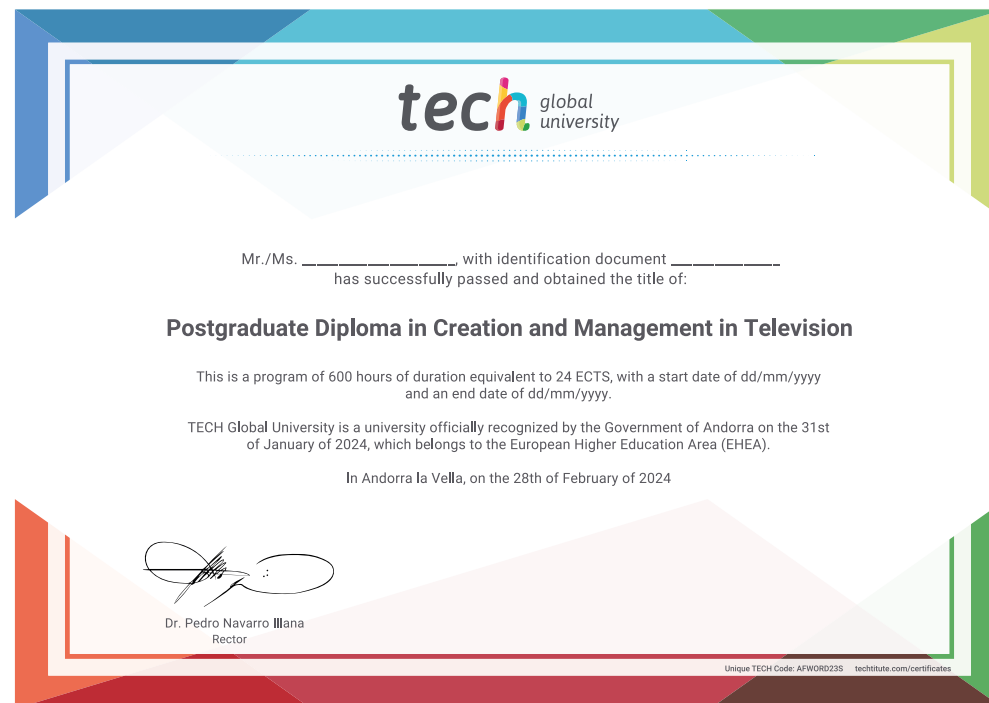 tech global
university
Mr./Ms. ____________________, with identification document ______________
has successfully passed and obtained the title of:
Postgraduate Diploma in Creation and Management in Television
This is a program of 600 hours of duration equivalent to 24 ECTS, with a start date of dd/mm/yyyy
and an end date of dd/mm/yyyy.
TECH Global University is a university officially recognized by the Government of Andorra on the 31st
of January of 2024, which belongs to the European Higher Education Area (EHEA).
In Andorra la Vella, on the 28th of February of 2024
Dr. Pedro Navarro Illana
Rector
Unique TECH Code: AFWORD23S techtitute.com/certificates